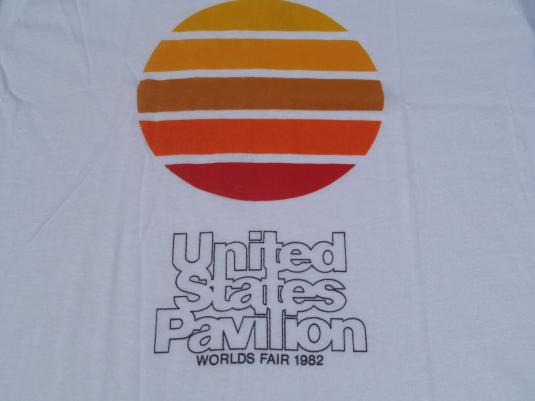 United
States
Pavilion
WORLDS FAIR 1982